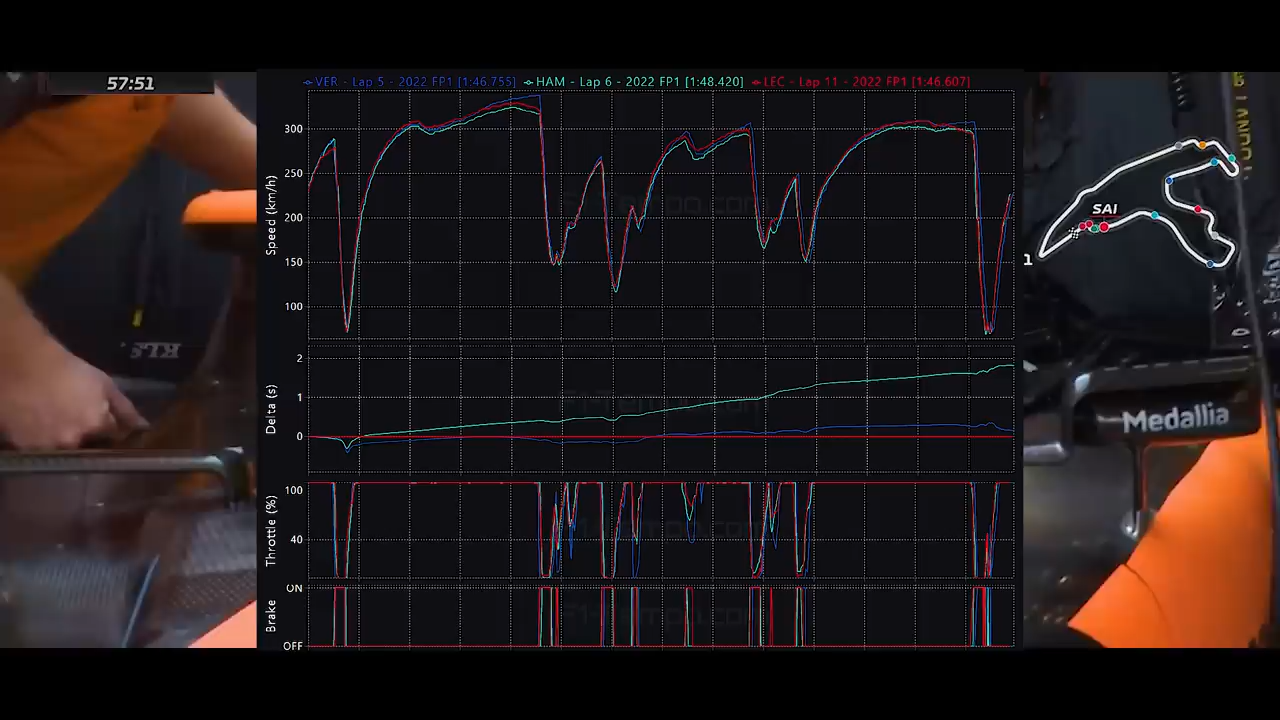 57:51
VER - Lap 5 - 2022 FP1 [1:46.755]
HAM - Lap 6 - 2022 FP1 [1:48.420]
LEC - Lap 11 - 2022 FP1 [1:46.607]
Speed (km/h)
300
250
200
150
100
Delta (s)
2
1
0
Throttle (%)
100
40
Brake
ON
OFF
SAI
1
Medallia